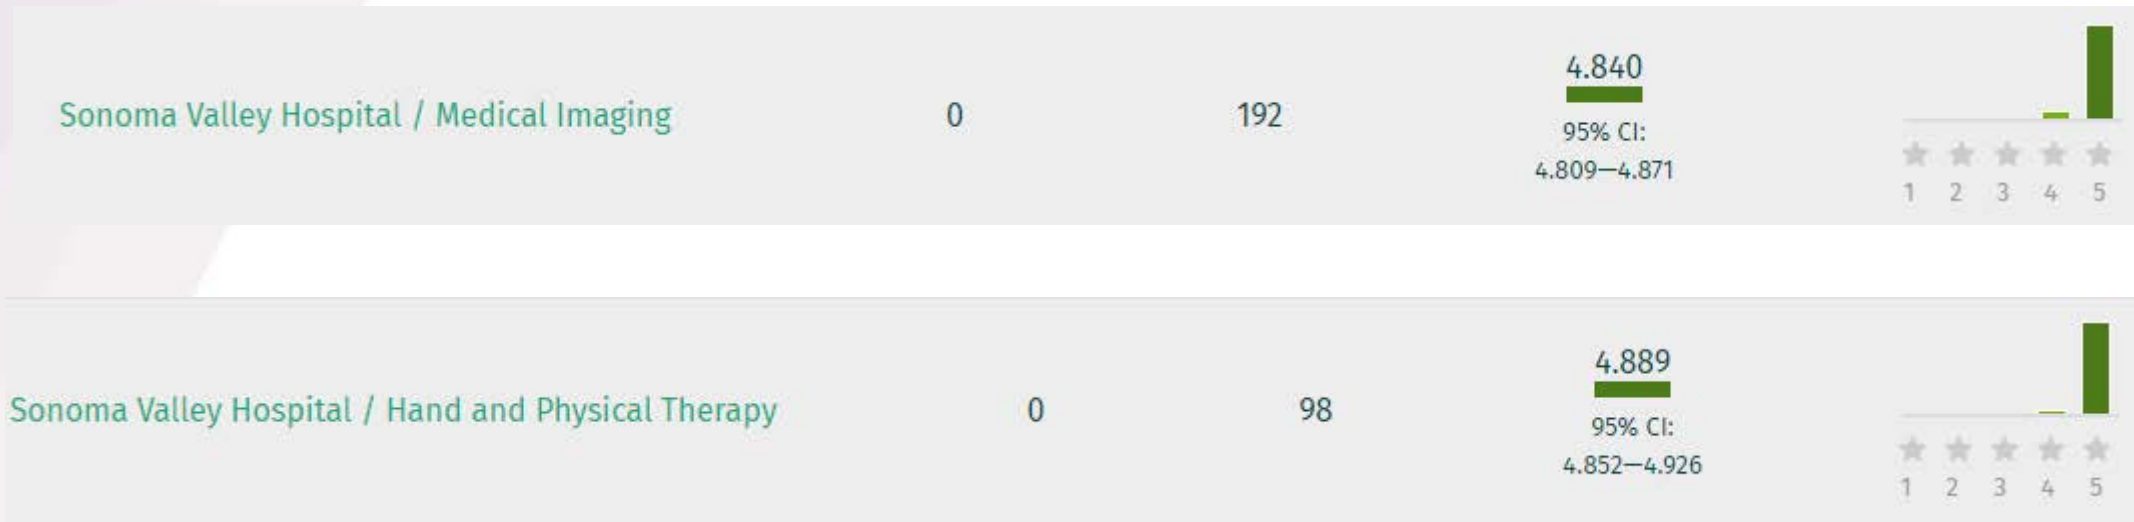 Sonoma Valley Hospital / Medical Imaging 0 192 4.840
95% CI:
4.809—4.871
1 2 3 4 5
Sonoma Valley Hospital / Hand and Physical Therapy 0 98 4.889
95% CI:
4.852—4.926
1 2 3 4 5